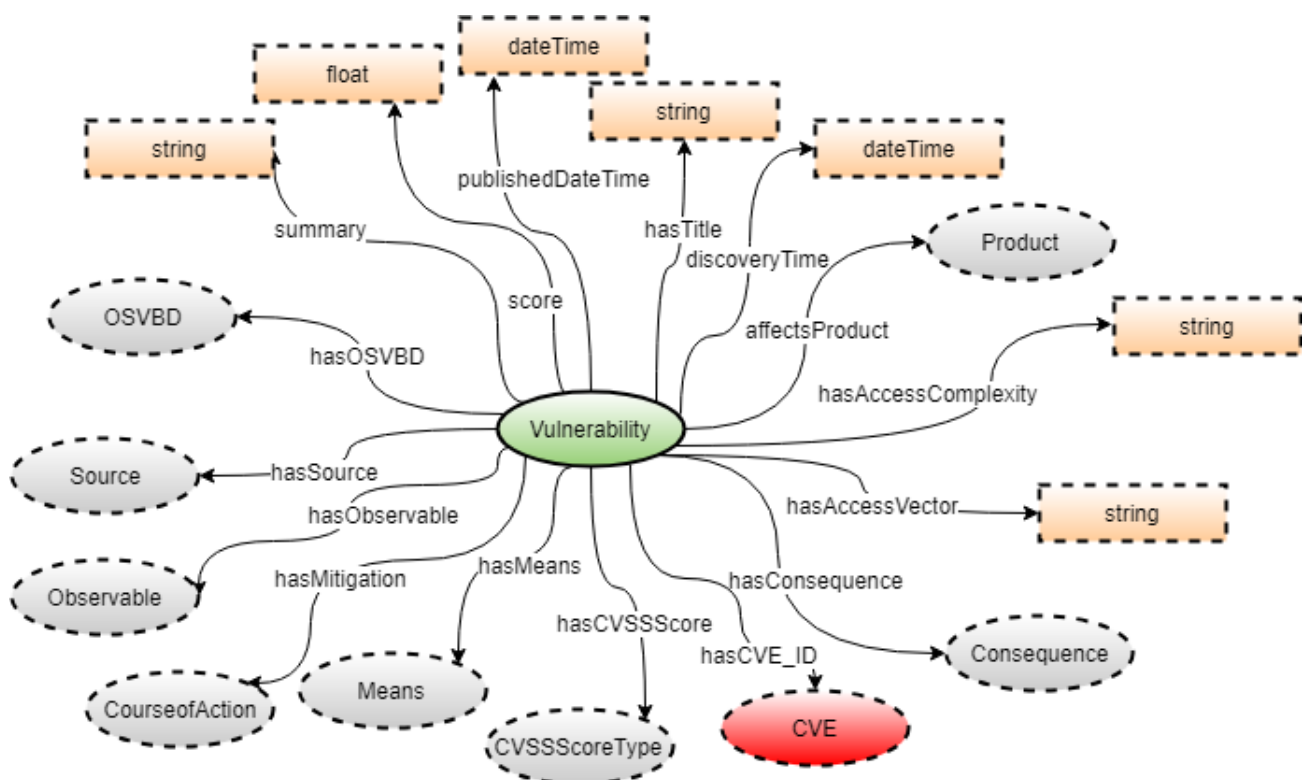 dateTime
float
string
string
dateTime
publishedDateTime
summary
hasTitle
Product
discoveryTime
score
OSVBD
string
affectsProduct
hasOSVBD
hasAccessComplexity
Vulnerability
Source
hasSource
hasAccessVector
string
hasObservable
hasMeans
hasMitigation
hasConsequence
Observable
hasCVSSScore
hasCVE_ID
Consequence
Means
CourseofAction
CVE
CVSSScoreType